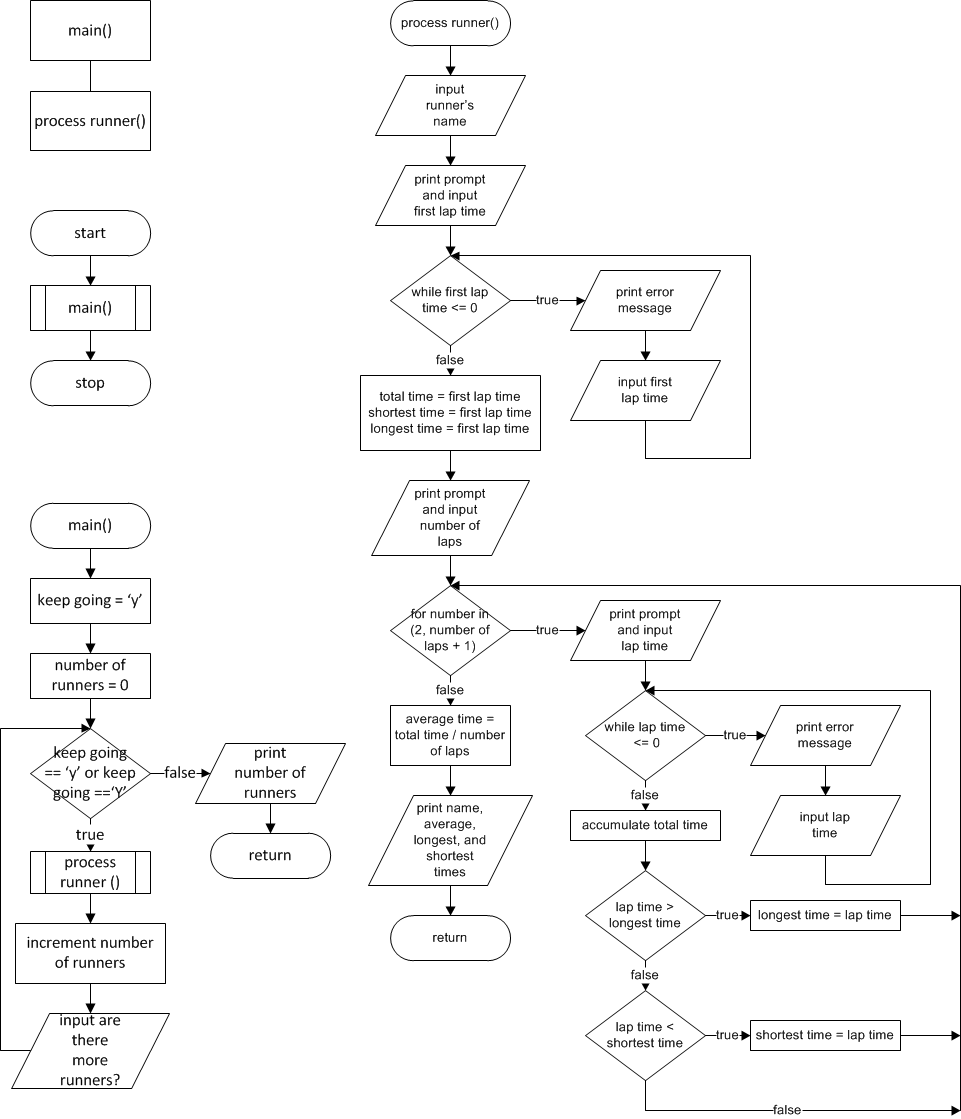 main()
process runner()
start
main()
stop
main()
keep going = ‘y’
number of
runners = 0
keep going
== ‘y’ or keep
going ==‘Y’
false
print
number of
runners
return
true
process
runner ()
increment number
of runners
input are
there
more
runners?
process runner()
input
runner’s
name
print prompt
and input
first lap time
while first lap
time <= 0
true
print error
message
input first
lap time
false
total time = first lap time
shortest time = first lap time
longest time = first lap time
print prompt
and input
number of
laps
for number in
(2, number of
laps + 1)
true
print prompt
and input
lap time
while lap time
<= 0
true
print error
message
input lap
time
false
accumulate total time
lap time >
longest time
true
longest time = lap time
false
lap time <
shortest time
true
shortest time = lap time
false
false
average time =
total time / number
of laps
print name,
average,
longest, and
shortest
times
return